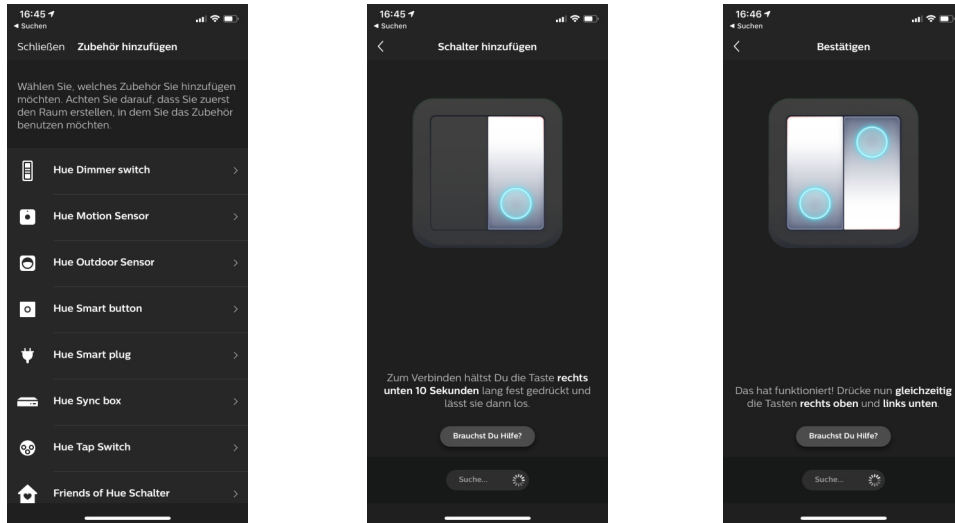 16:45
Suchen
Schließen Zubehör hinzufügen
Wählen Sie, welches Zubehör Sie hinzufügen
möchten. Achten Sie darauf, dass Sie zuerst
den Raum erstellen, in dem Sie das Zubehör
benutzen möchten.
Hue Dimmer switch
Hue Motion Sensor
Hue Outdoor Sensor
Hue Smart button
Hue Smart plug
Hue Sync box
Hue Tap Switch
Friends of Hue Schalter
16:45
Suchen
Schalter hinzufügen
Zum Verbinden hältst Du die Taste rechts
unten 10 Sekunden lang fest gedrückt und
lässt sie dann los.
Brauchst Du Hilfe?
Suche...
16:46
Suchen
Bestätigen
Das hat funktioniert! Drücke nun gleichzeitig
die Tasten rechts oben und links unten.
Brauchst Du Hilfe?
Suche...